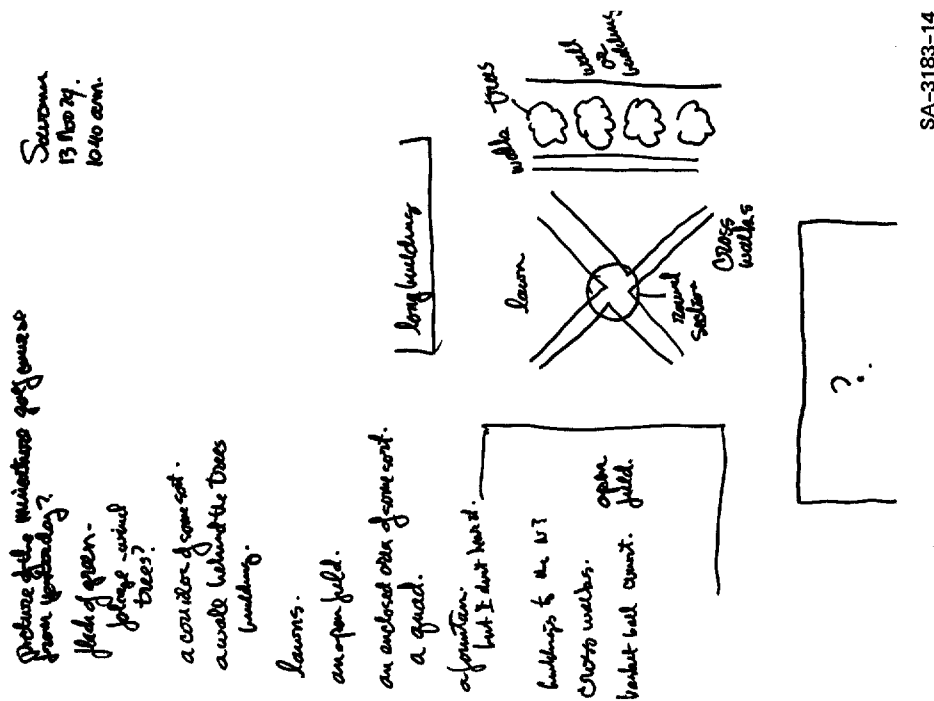 13 Nov 79.
1040 am.
Picture of the miniature golf course
from yesterday?
flash of green -
foliage - wind
trees?
a corridor of some sort.
a wall behind the trees
building.
lawns.
an open field.
an enclosed area of some sort.
a quad.
a fountain.
but I don't hear it.
buildings to the left
cross walks.
basket ball court.
open
field.
long building
lawn
round
section
cross
walks
walk
trees
wall
or
building
?.
SA-3183-14